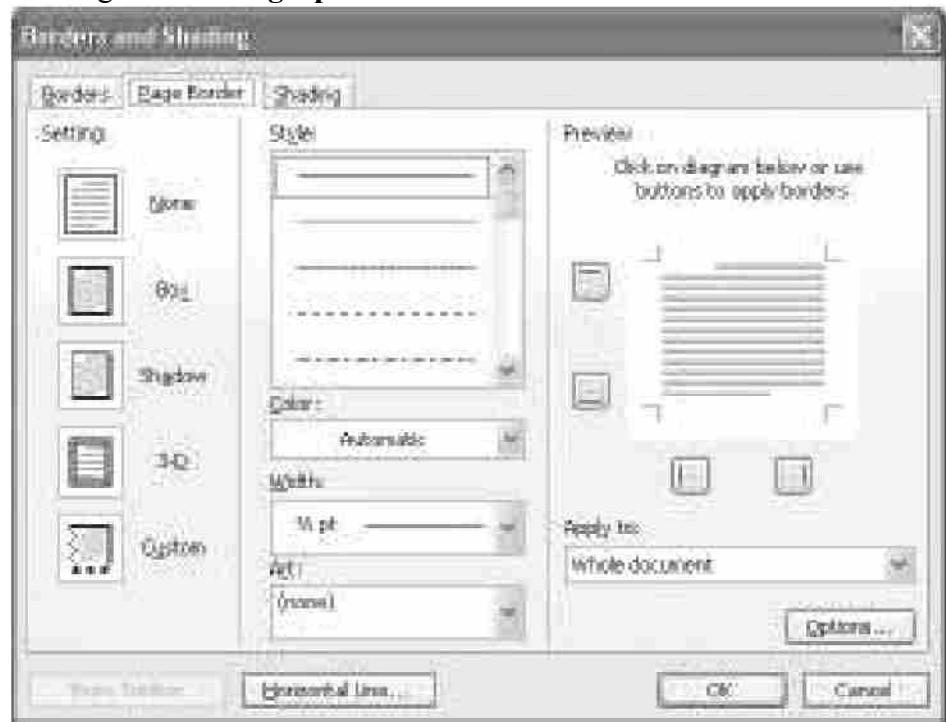 Borders and Shading
Borders
Page Border
Shading
Setting:
None
Box
Shadow
3-D
Custom
Style:
Color:
Automatic
Width:
½ pt
Art:
(none)
Preview
Click on diagram below or use
buttons to apply borders
Apply to:
Whole document
Options...
Horizontal Line...
OK
Cancel